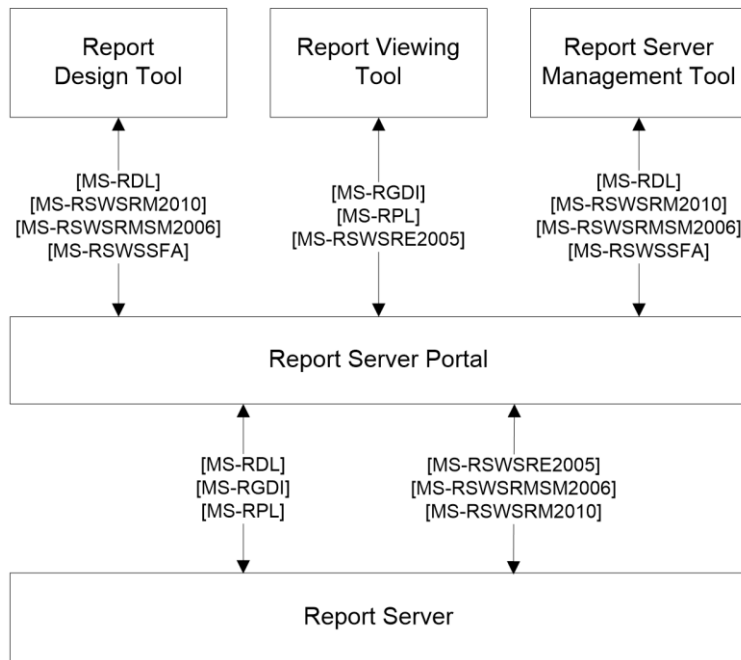 Report
Design Tool
Report Viewing
Tool
Report Server
Management Tool
[MS-RDL]
[MS-RSWSRM2010]
[MS-RSWSRMSM2006]
[MS-RSWSSFA]
[MS-RGDI]
[MS-RPL]
[MS-RSWSRE2005]
[MS-RDL]
[MS-RSWSRM2010]
[MS-RSWSRMSM2006]
[MS-RSWSSFA]
Report Server Portal
[MS-RDL]
[MS-RGDI]
[MS-RPL]
[MS-RSWSRE2005]
[MS-RSWSRMSM2006]
[MS-RSWSRM2010]
Report Server